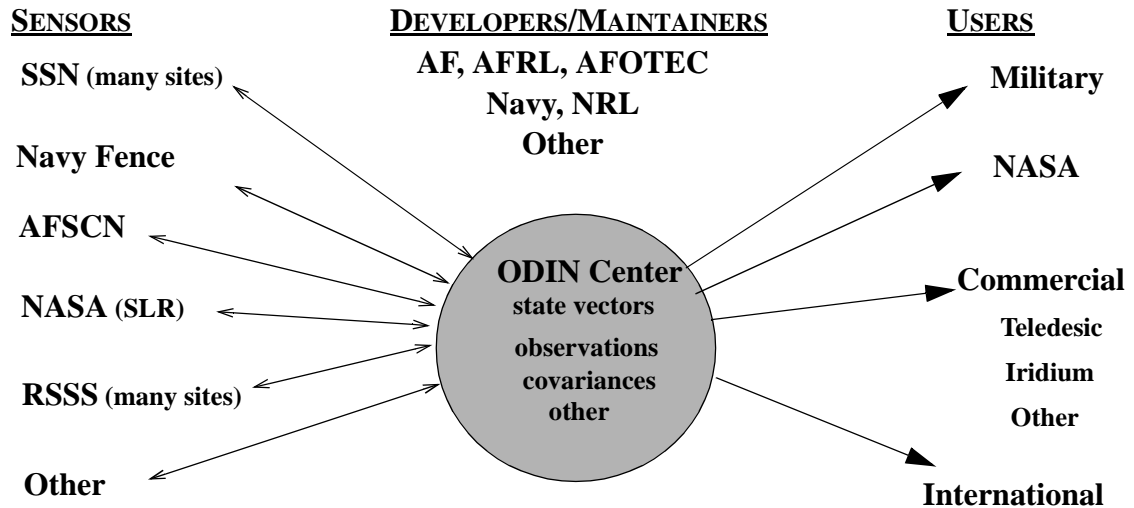 SENSORS
SSN (many sites)
Navy Fence
AFSCN
NASA (SLR)
RSSS (many sites)
Other
DEVELOPERS/MAINTAINERS
AF, AFRL, AFOTEC
Navy, NRL
Other
ODIN Center
state vectors
observations
covariances
other
USERS
Military
NASA
Commercial
Teledesic
Iridium
Other
International